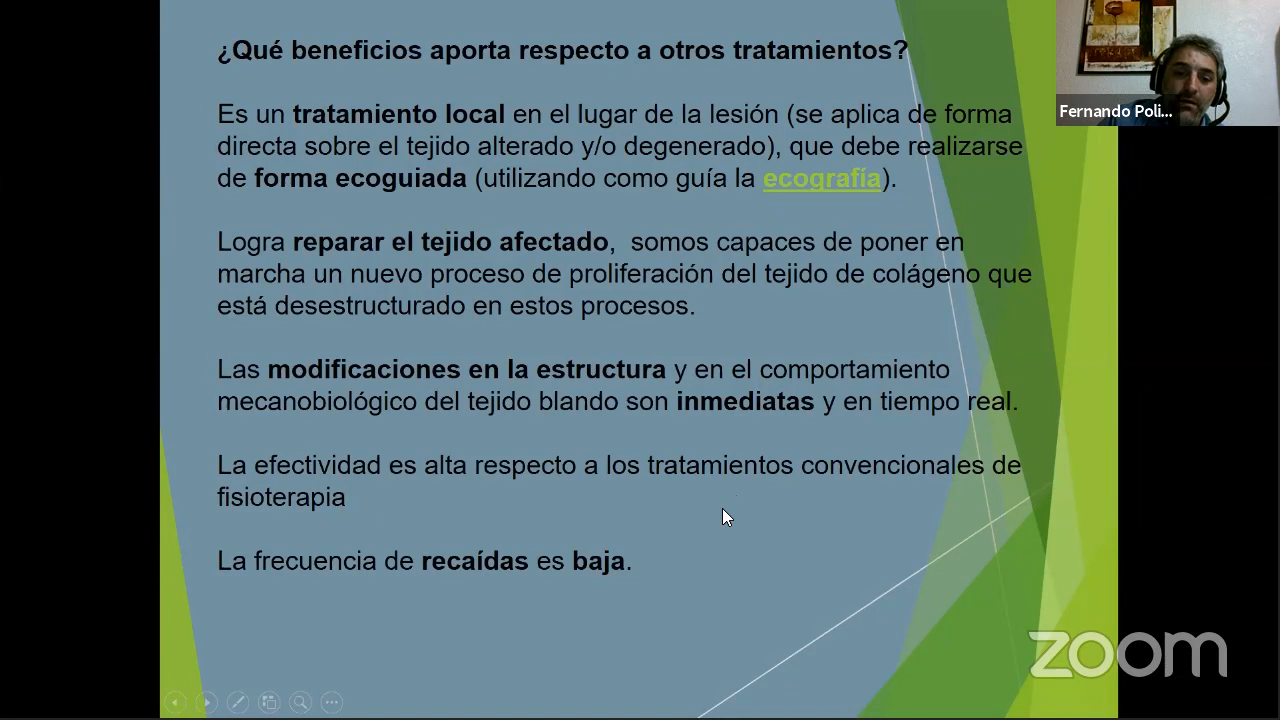 ¿Qué beneficios aporta respecto a otros tratamientos?
Es un tratamiento local en el lugar de la lesión (se aplica de forma
directa sobre el tejido alterado y/o degenerado), que debe realizarse
de forma ecoguiada (utilizando como guía la ecografía).
Logra reparar el tejido afectado,  somos capaces de poner en
marcha un nuevo proceso de proliferación del tejido de colágeno que
está desestructurado en estos procesos.
Las modificaciones en la estructura y en el comportamiento
mecanobiológico del tejido blando son inmediatas y en tiempo real.
La efectividad es alta respecto a los tratamientos convencionales de
fisioterapia
La frecuencia de recaídas es baja.
Fernando Poli...
zoom